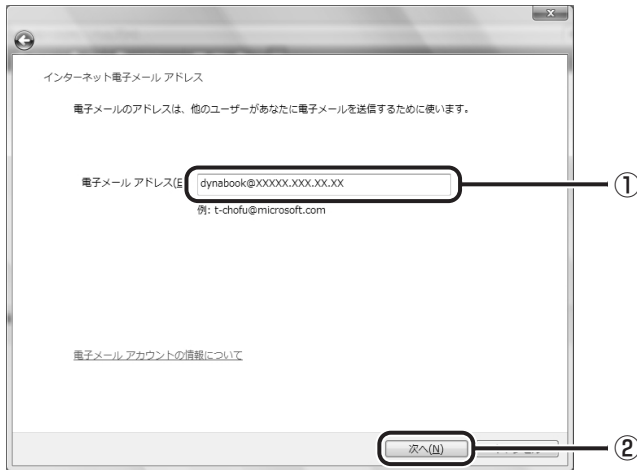 インターネット電子メール アドレス
電子メールのアドレスは、他のユーザーがあなたに電子メールを送信するために使います。
電子メール アドレス(E
dynabook@XXXXX.XXX.XX.XX
①
例: t-chofu@microsoft.com
電子メール アカウントの情報について
次へ(N)
②